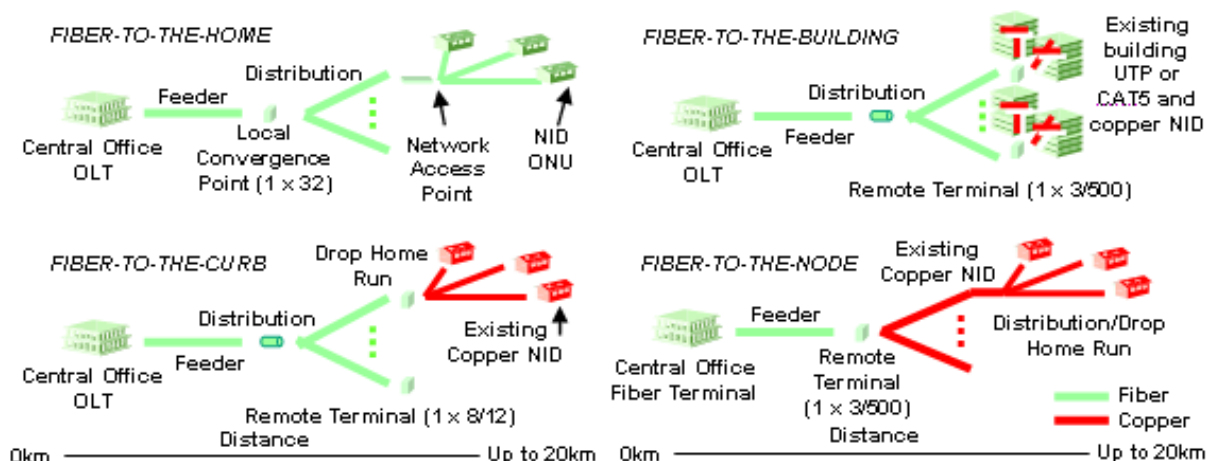 FIBER-TO-THE-HOME
Distribution
Feeder
Central Office
OLT
Local
Convergence
Point (1 x 32)
Network
Access
Point
NID
ONU
FIBER-TO-THE-BUILDING
Existing
building
UTP or
CAT5 and
copper NID
Distribution
Feeder
Central Office
OLT
Remote Terminal (1 x 3/500)
FIBER-TO-THE-CURB
Drop Home
Run
Distribution
Feeder
Existing
Copper NID
Central Office
OLT
Remote Terminal (1 x 8/12)
Distance
0km
Up to 20km
FIBER-TO-THE-NODE
Existing
Copper NID
Feeder
Distribution/Drop
Home Run
Central Office
Fiber Terminal
Remote
Terminal
(1 x 3/500)
Fiber
Copper
Distance
0km
Up to 20km